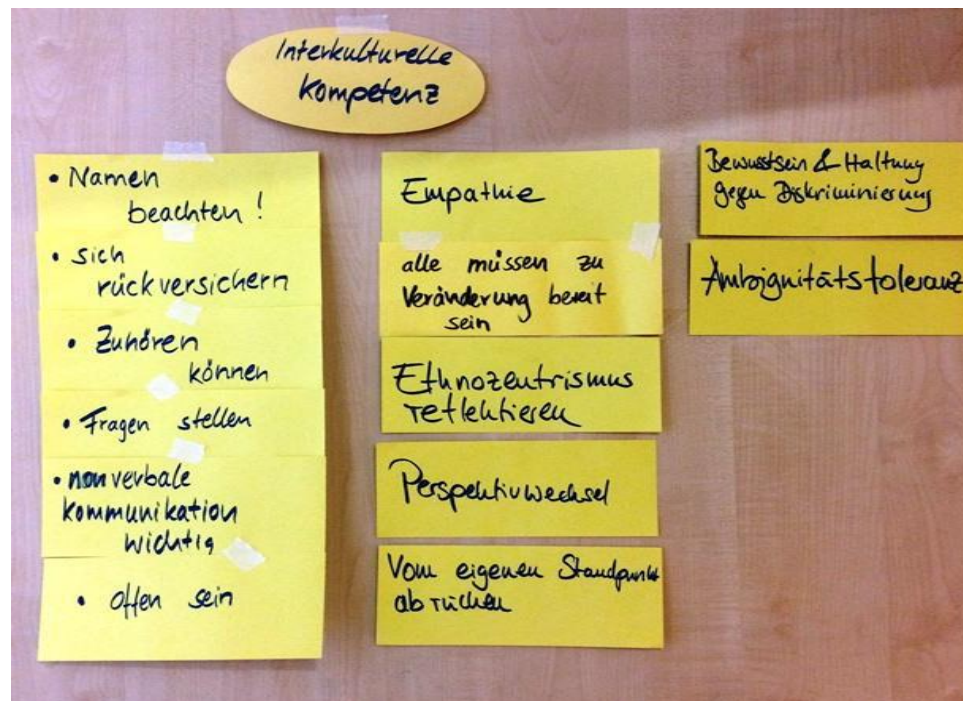 Interkulturelle
Kompetenz
• Namen
beachten !
• sich
rückversichern
• Zuhören
können
• Fragen stellen
• nonverbale
Kommunikation
wichtig
• offen sein
Empathie
alle müssen zu
Veränderung bereit
sein
Ethnozentrismus
reflektieren
Perspektivwechsel
Vom eigenen Standpunkt
abrücken
Bewusstsein & Haltung
gegen Diskriminierung
Ambiguitätstoleranz